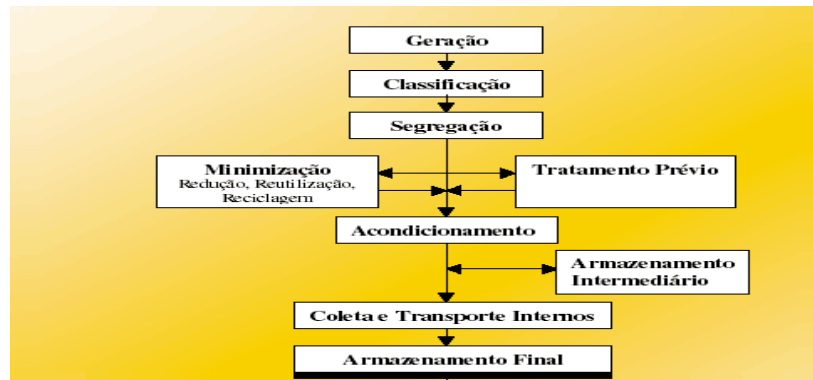 Geração
Classificação
Segregação
Minimização
Redução, Reutilização,
Reciclagem
Tratamento Prévio
Acondicionamento
Armazenamento
Intermediário
Coleta e Transporte Internos
Armazenamento Final